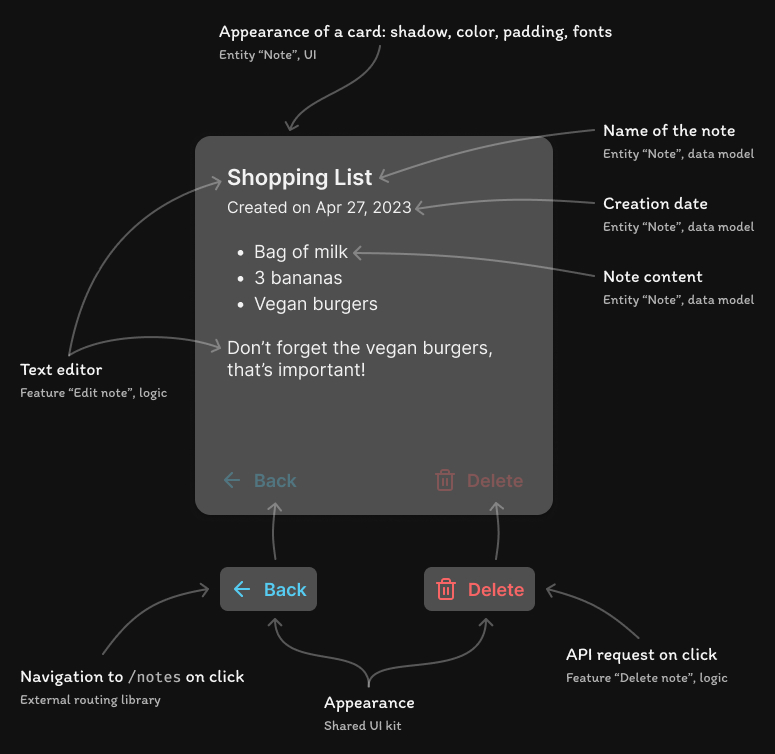 Appearance of a card: shadow, color, padding, fonts
Entity “Note”, UI
Name of the note
Entity “Note”, data model
Shopping List
Created on Apr 27, 2023
Creation date
Entity “Note”, data model
• Bag of milk
• 3 bananas
• Vegan burgers
Note content
Entity “Note”, data model
Don’t forget the vegan burgers,
that’s important!
Text editor
Feature “Edit note”, logic
Back
Delete
Back
Delete
Navigation to /notes on click
External routing library
Appearance
Shared UI kit
API request on click
Feature “Delete note”, logic